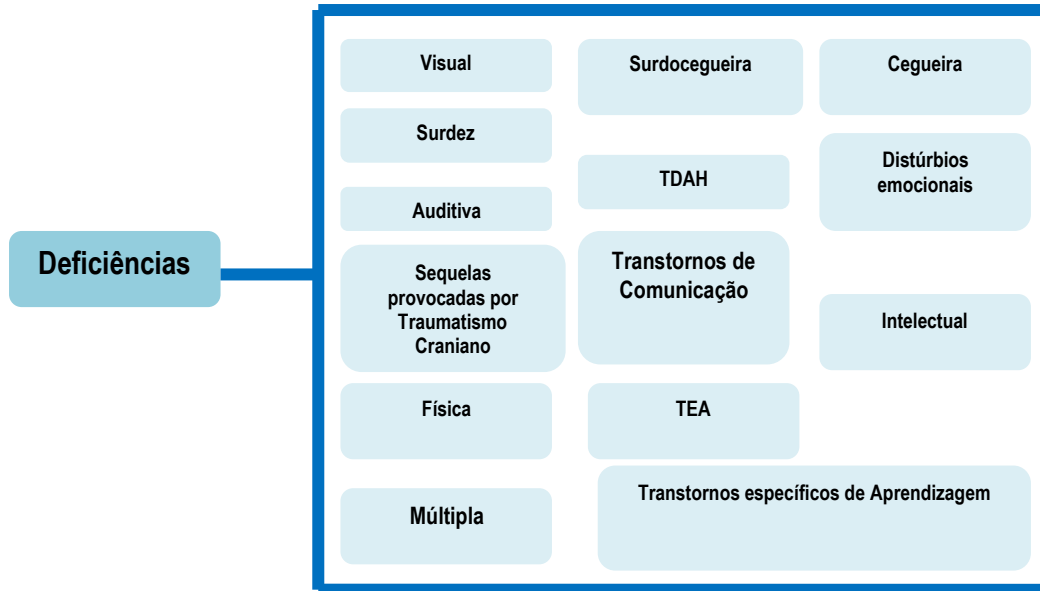 Deficiências
Visual
Surdocegueira
Cegueira
Surdez
TDAH
Distúrbios
emocionais
Auditiva
Sequelas
provocadas por
Traumatismo
Craniano
Transtornos de
Comunicação
Intelectual
Física
TEA
Múltipla
Transtornos específicos de Aprendizagem